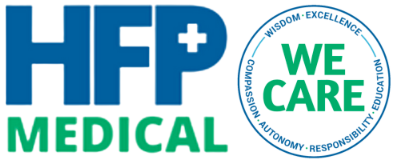 HFP
MEDICAL
WISDOM · EXCELLENCE
WE
CARE
COMPASSION · AUTONOMY · RESPONSIBILITY · EDUCATION